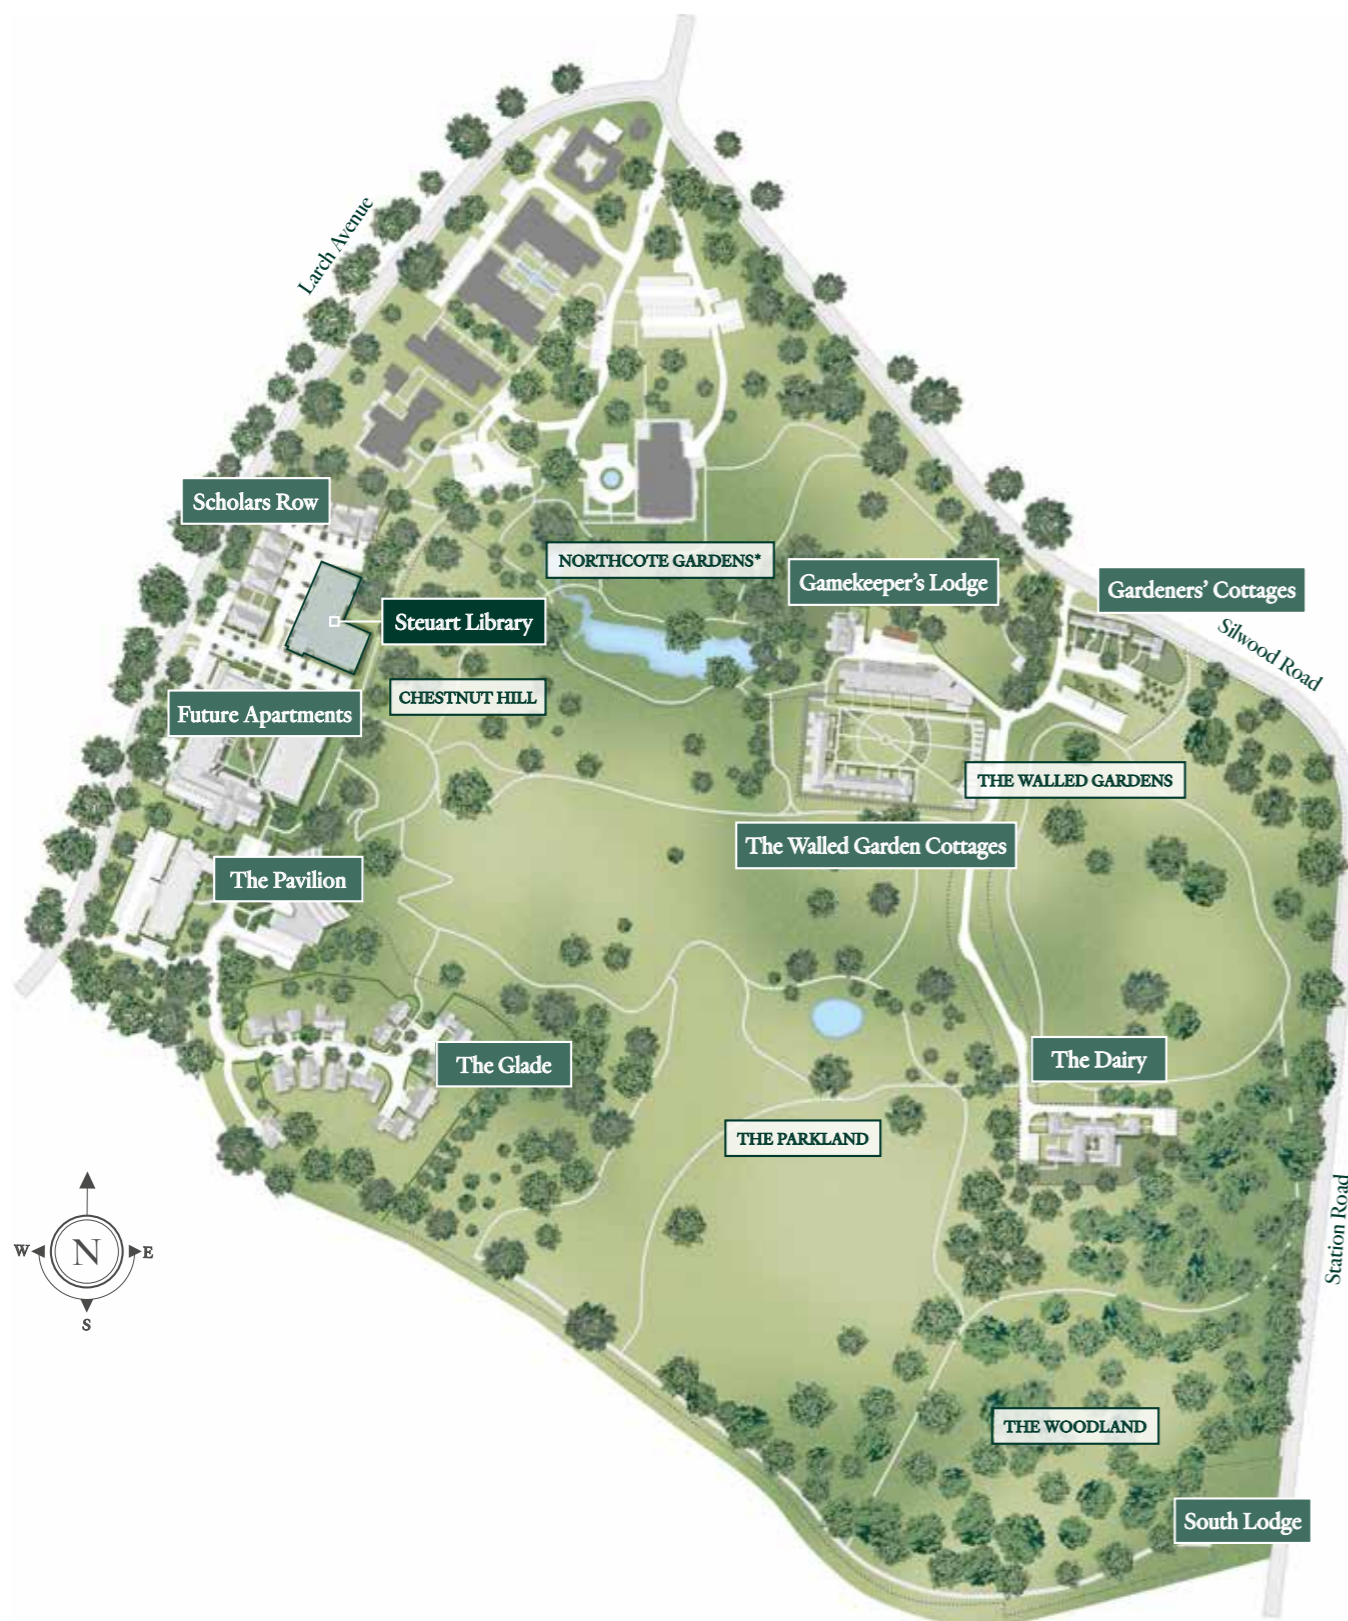 Larch Avenue
Scholars Row
NORTHCOTE GARDENS*
Gamekeeper's Lodge
Gardeners' Cottages
Steuart Library
Silwood Road
CHESTNUT HILL
Future Apartments
THE WALLED GARDENS
The Walled Garden Cottages
The Pavilion
The Glade
The Dairy
THE PARKLAND
Station Road
W N E
S
THE WOODLAND
South Lodge